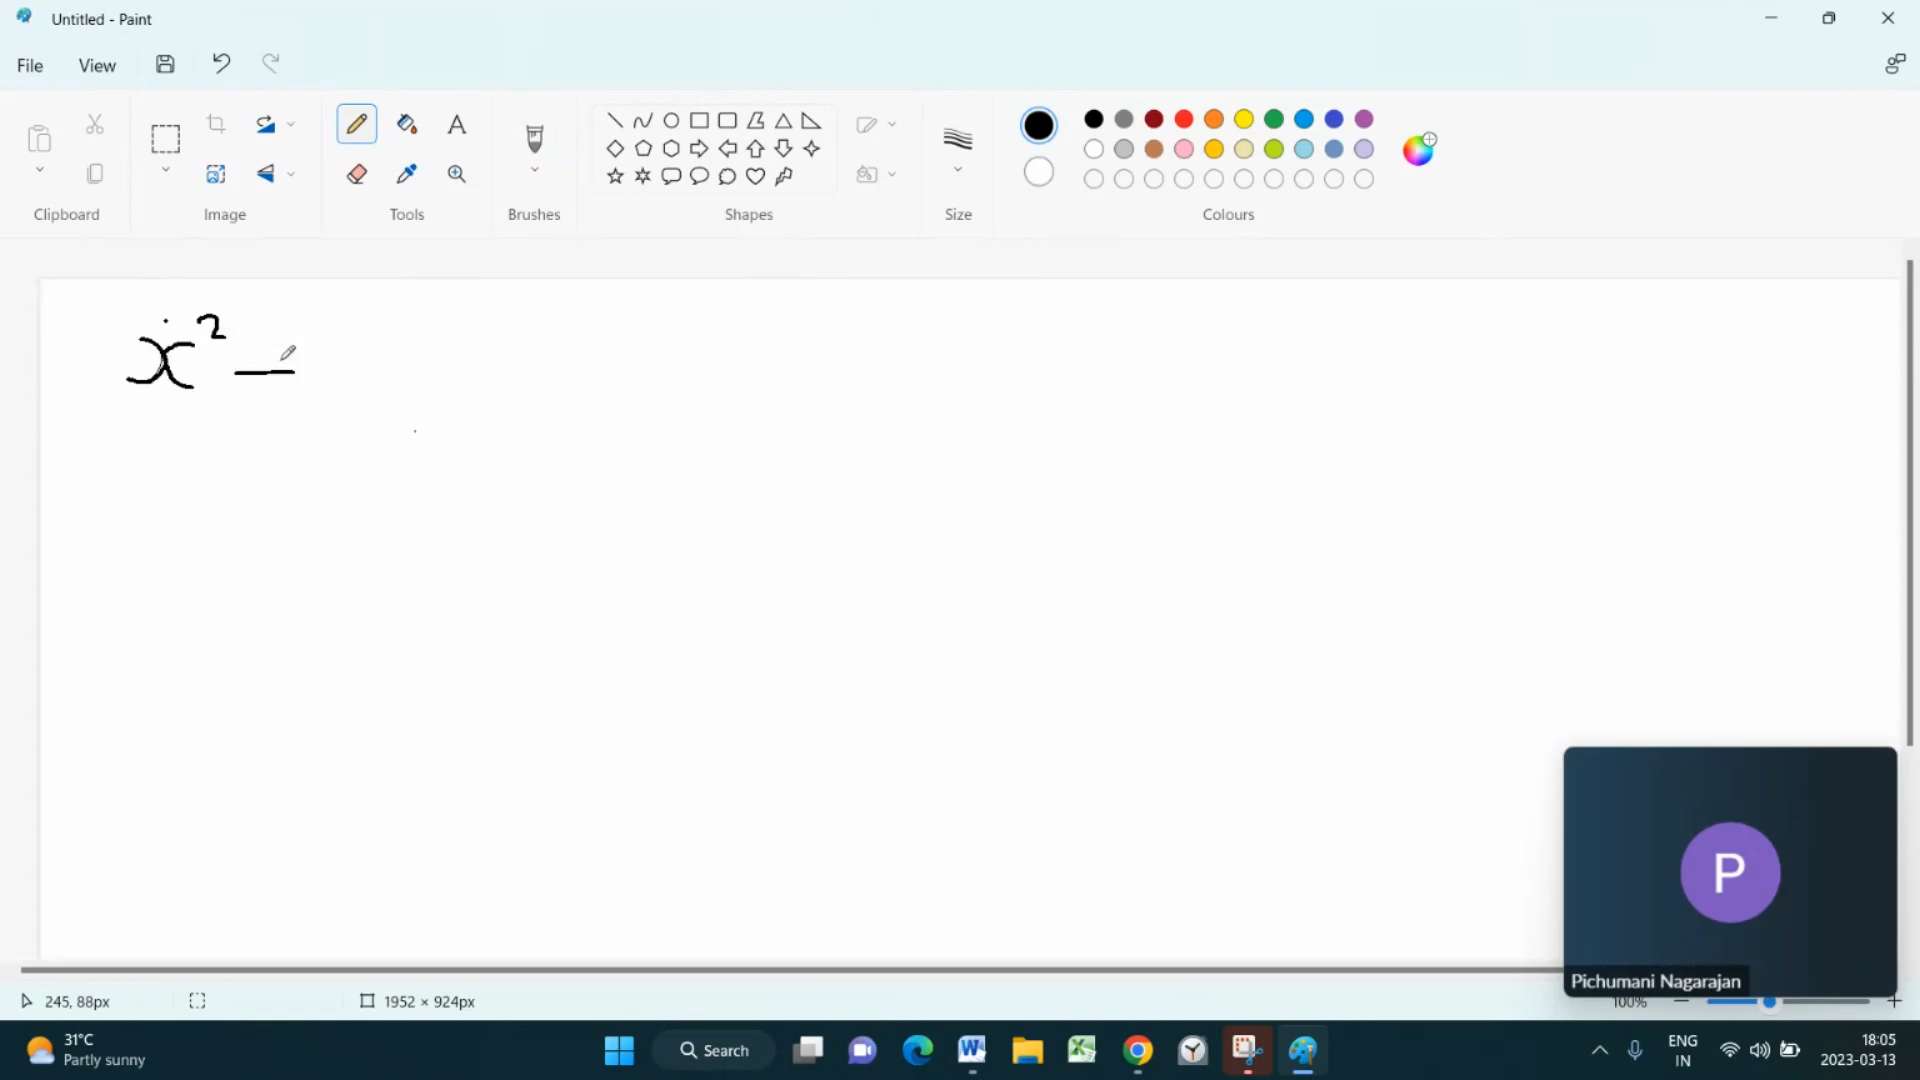 Untitled - Paint
File View
Clipboard Image Tools Brushes Shapes Size Colours
x² —
P
Pichumani Nagarajan
245, 88px 1952 × 924px 100%
31°C
Partly sunny
Search
ENG
IN
18:05
2023-03-13